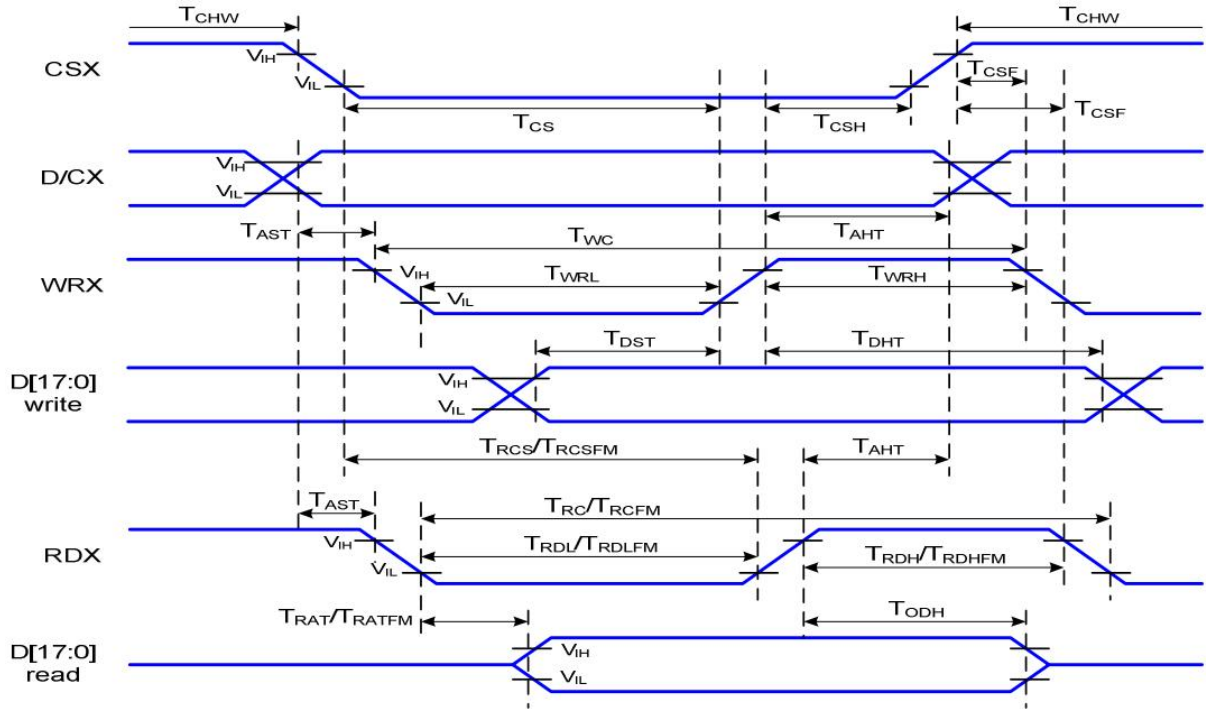 TCHW
TCHW
CSX
VIH
VIL
TCSF
TCS
TCSH
TCSF
D/CX
VIH
VIL
TAST
TWC
TAHT
WRX
VIH
TWRL
TWRH
VIL
TDST
TDHT
D[17:0]
write
VIH
VIL
TRCS/TRCSFM
TAHT
TAST
TRC/TRCFM
RDX
VIH
TRDL/TRDLFM
TRDH/TRDHFM
VIL
TRAT/TRATFM
TODH
D[17:0]
read
VIH
VIL